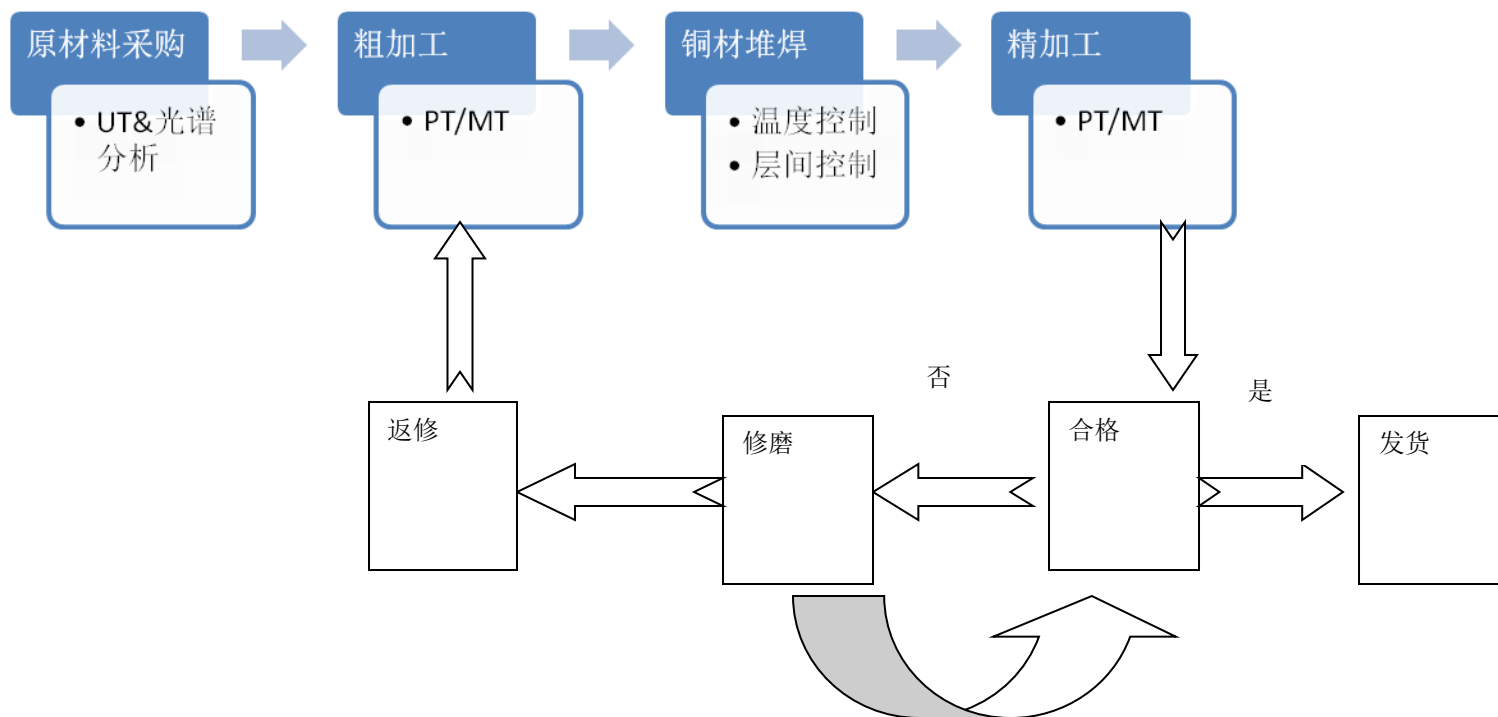 原材料采购
• UT&光谱
分析
粗加工
• PT/MT
铜材堆焊
• 温度控制
• 层间控制
精加工
• PT/MT
否
是
返修
修磨
合格
发货